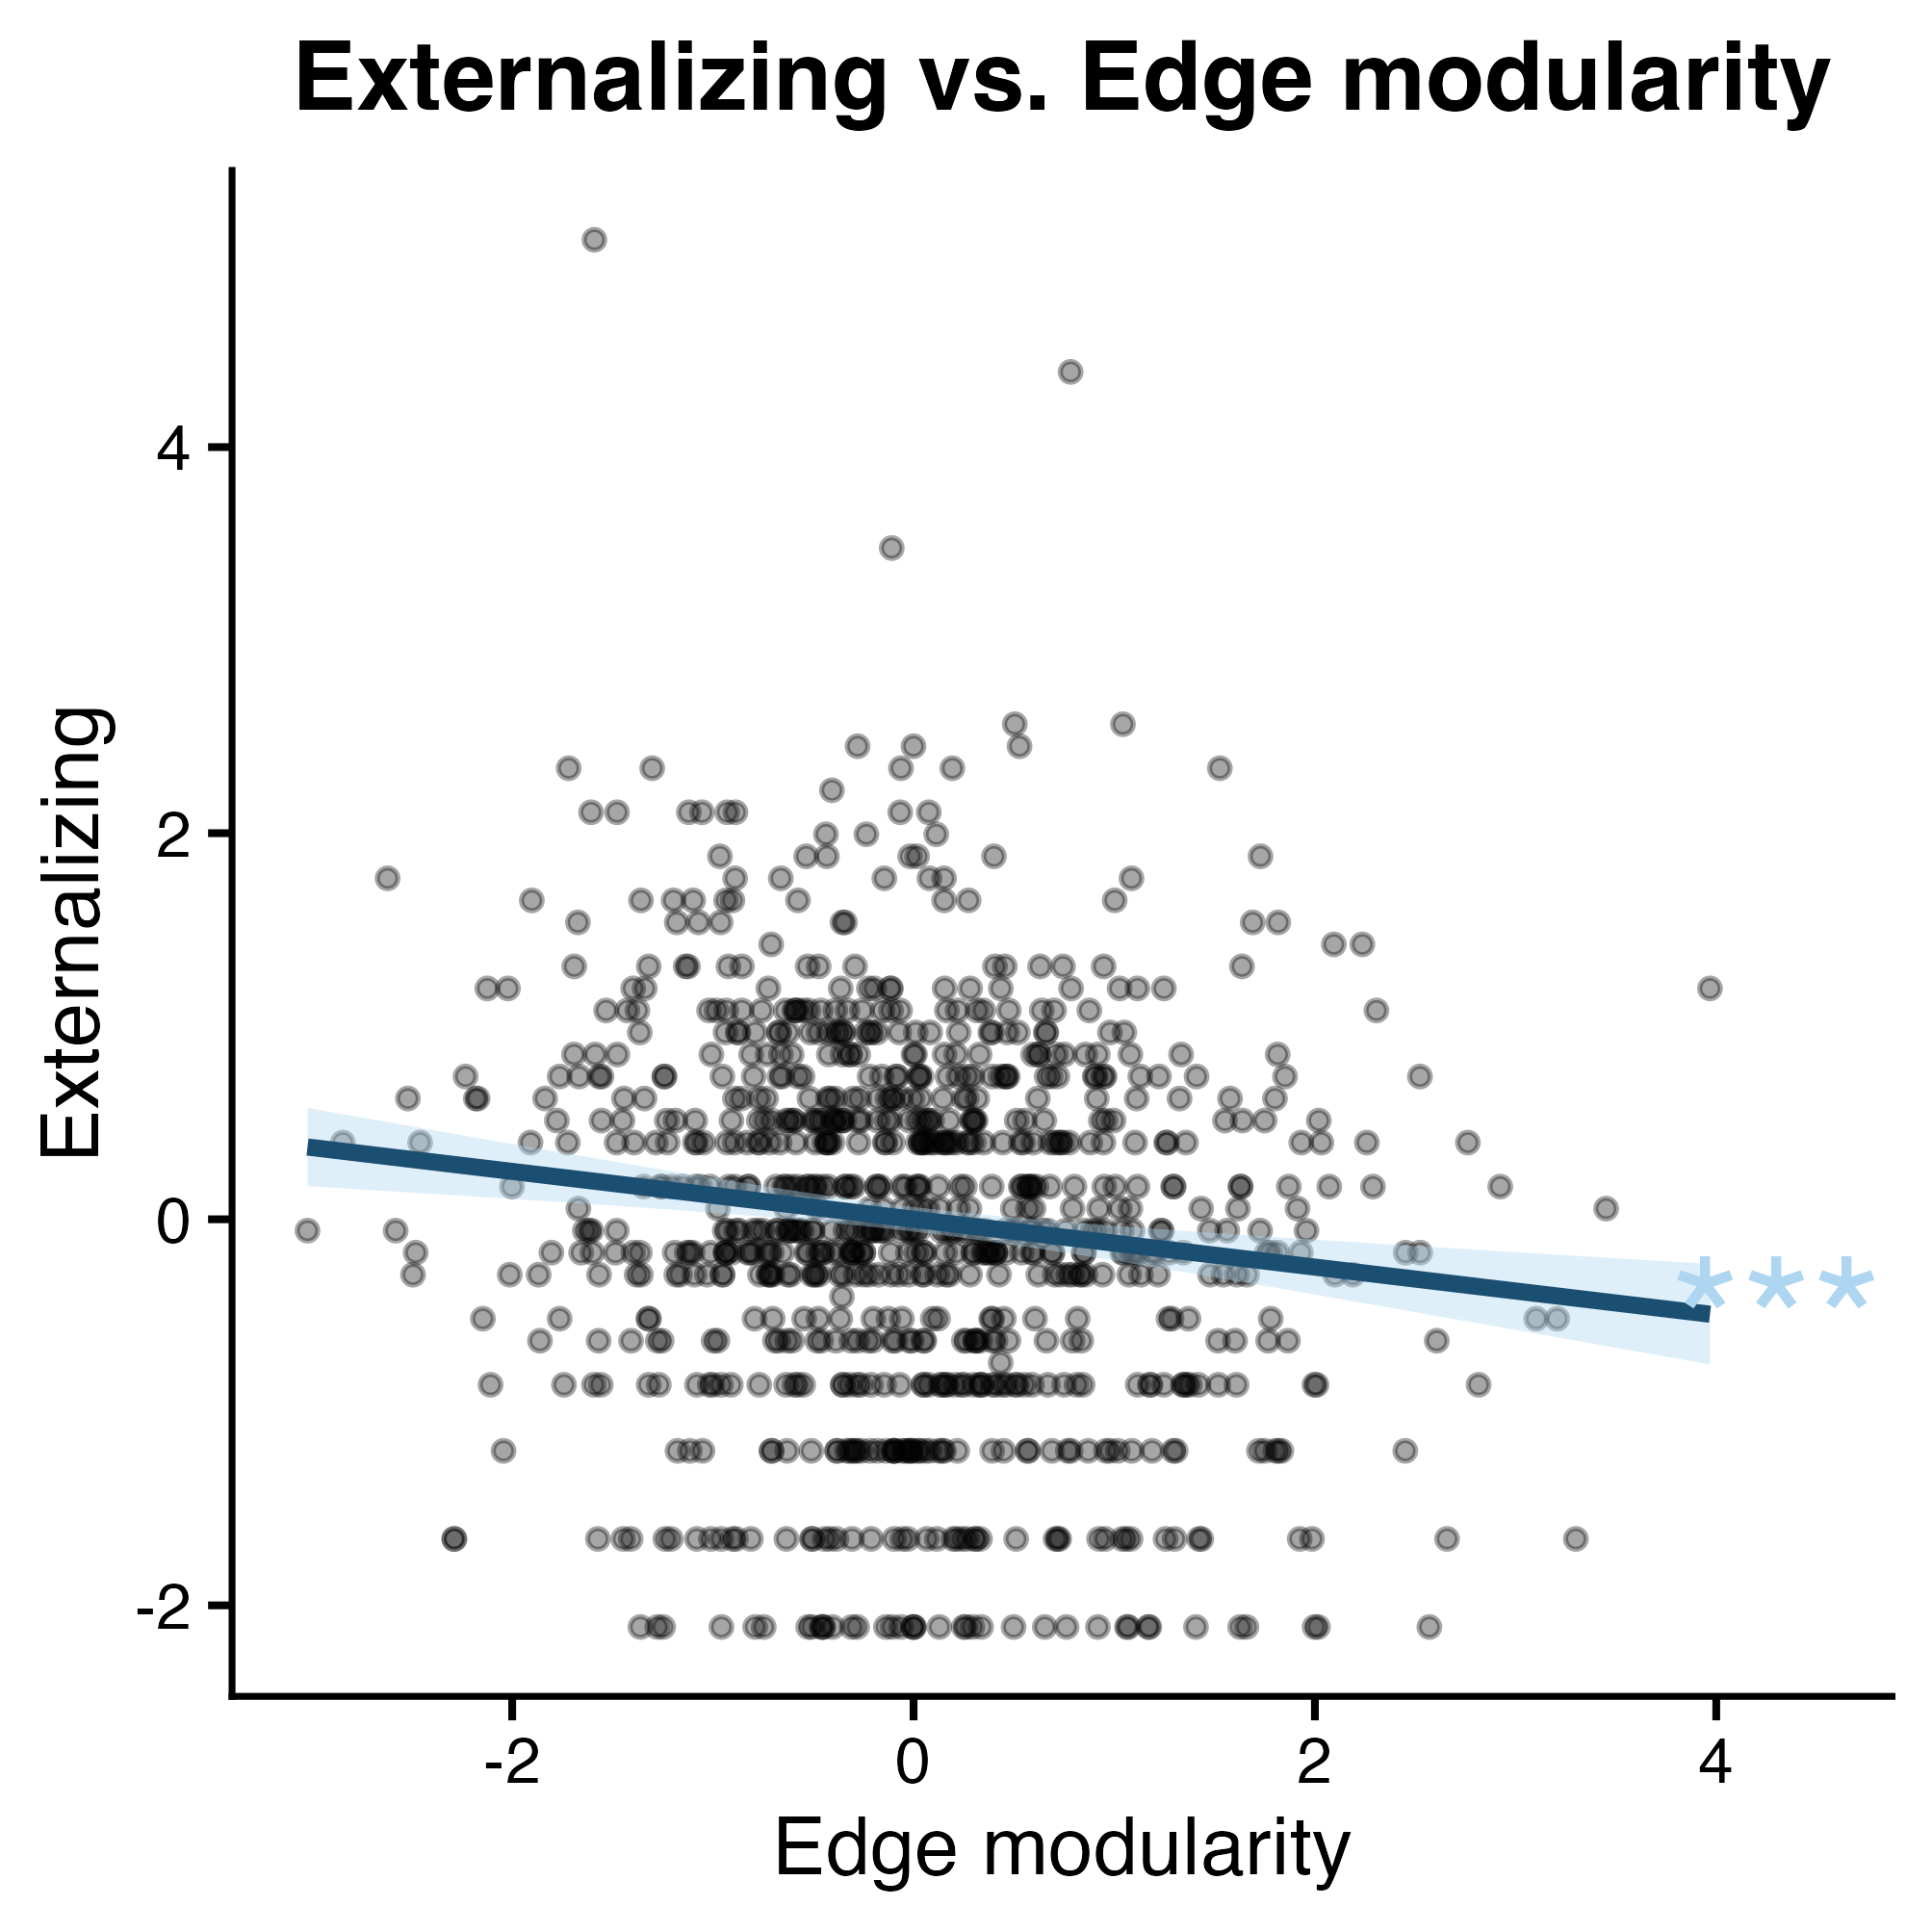 Externalizing vs. Edge modularity
Externalizing
4
2
0
-2
***
-2 0 2 4
Edge modularity